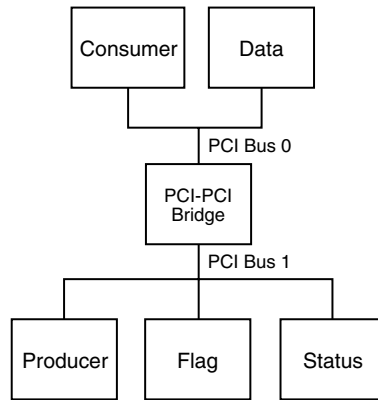 Consumer
Data
PCI Bus 0
PCI-PCI
Bridge
PCI Bus 1
Producer
Flag
Status